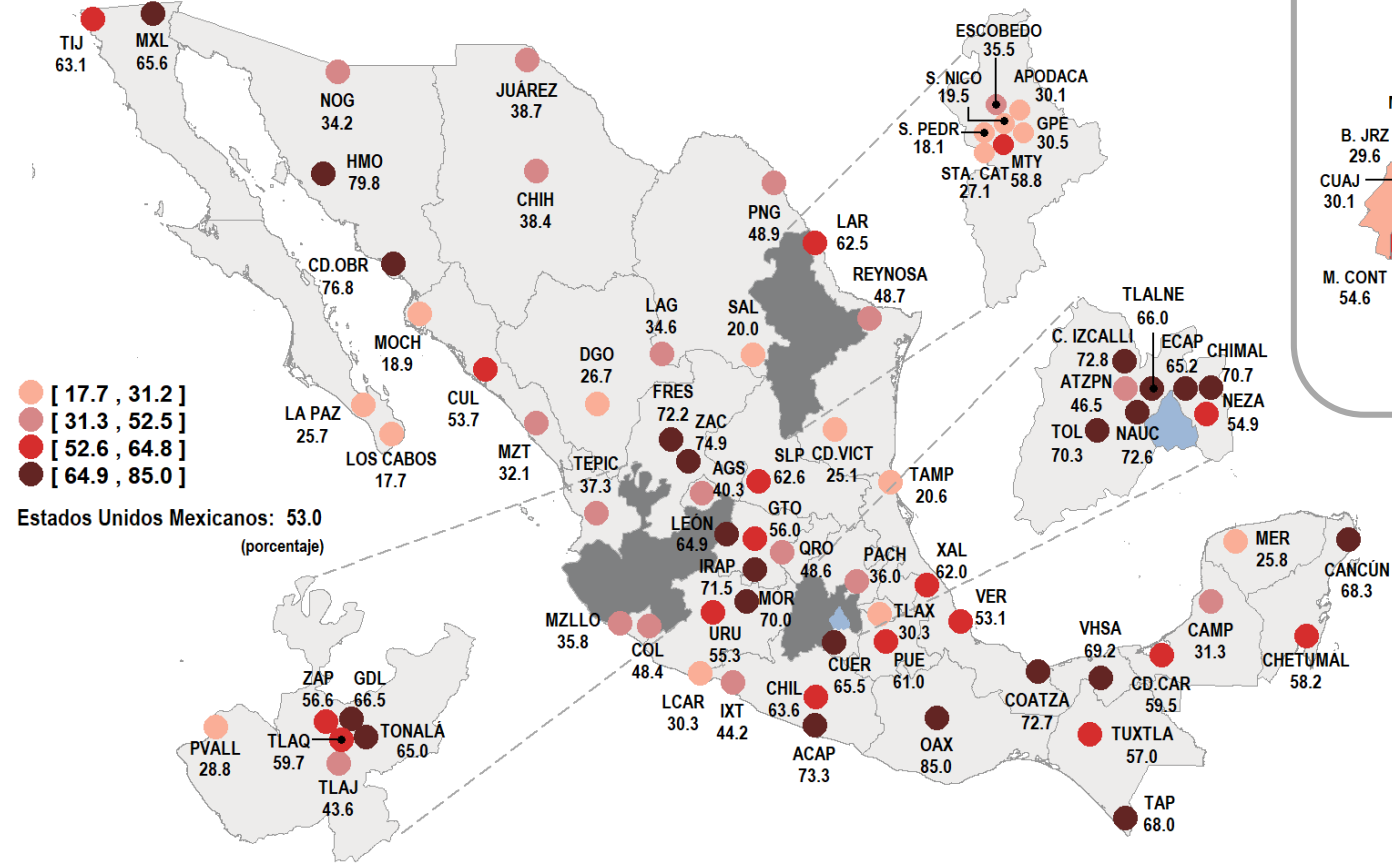 TIJ
63.1
MXL
65.6
NOG
34.2
HMO
79.8
JUÁREZ
38.7
CHIH
38.4
CD.OBR
76.8
MOCH
18.9
CUL
53.7
LA PAZ
25.7
LOS CABOS
17.7
MZT
32.1
DGO
26.7
LAG
34.6
SAL
20.0
PNG
48.9
LAR
62.5
REYNOSA
48.7
ESCOBEDO
35.5
S. NICO
19.5
APODACA
30.1
S. PEDR
18.1
GPE
30.5
STA. CAT
27.1
MTY
58.8
B. JRZ
29.6
CUAJ
30.1
M. CONT
54.6
TLALNE
66.0
C. IZCALLI
72.8
ECAP
65.2
CHIMAL
70.7
ATZPN
46.5
NEZA
54.9
TOL
70.3
NAUC
72.6
FRES
72.2
ZAC
74.9
TEPIC
37.3
AGS
40.3
SLP
62.6
CD.VICT
25.1
TAMP
20.6
LEÓN
64.9
GTO
56.0
IRAP
71.5
QRO
48.6
PACH
36.0
XAL
62.0
MOR
70.0
TLAX
30.3
VER
53.1
MZLLO
35.8
COL
48.4
URU
55.3
CUER
65.5
PUE
61.0
LCAR
30.3
IXT
44.2
CHIL
63.6
ACAP
73.3
OAX
85.0
COATZA
72.7
VHSA
69.2
CD.CAR
59.5
CAMP
31.3
MER
25.8
CANCÚN
68.3
CHETUMAL
58.2
TUXTLA
57.0
TAP
68.0
ZAP
56.6
GDL
66.5
TONALÁ
65.0
TLAQ
59.7
PVALL
28.8
TLAJ
43.6
[ 17.7 , 31.2 ]
[ 31.3 , 52.5 ]
[ 52.6 , 64.8 ]
[ 64.9 , 85.0 ]
Estados Unidos Mexicanos: 53.0
(porcentaje)